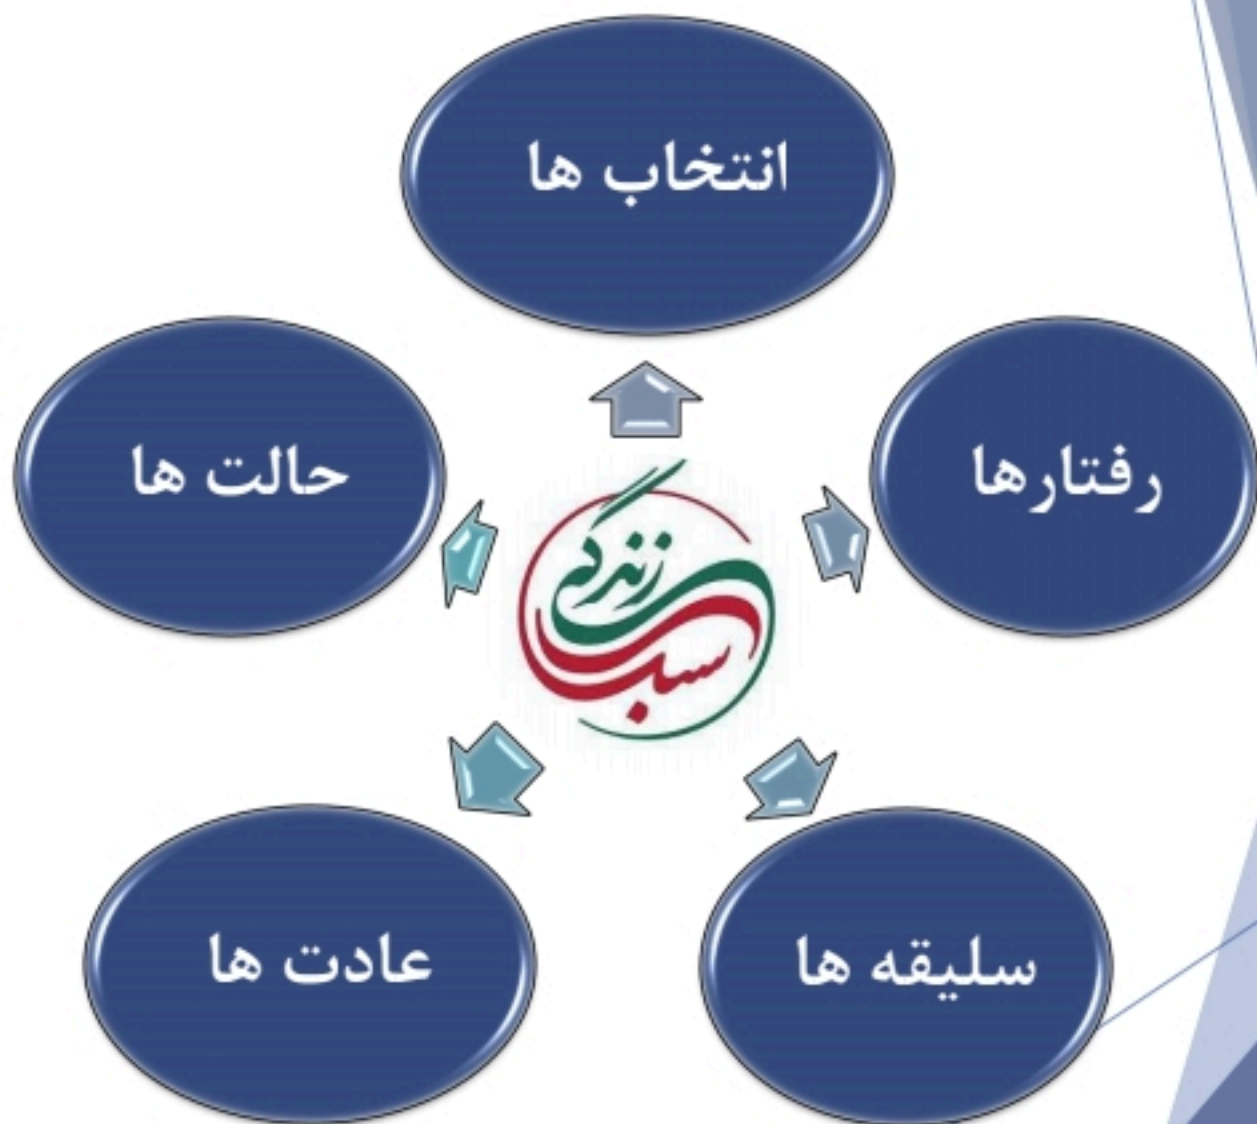 انتخاب ها
رفتارها
حالت ها
سبک زندگی
سلیقه ها
عادت ها